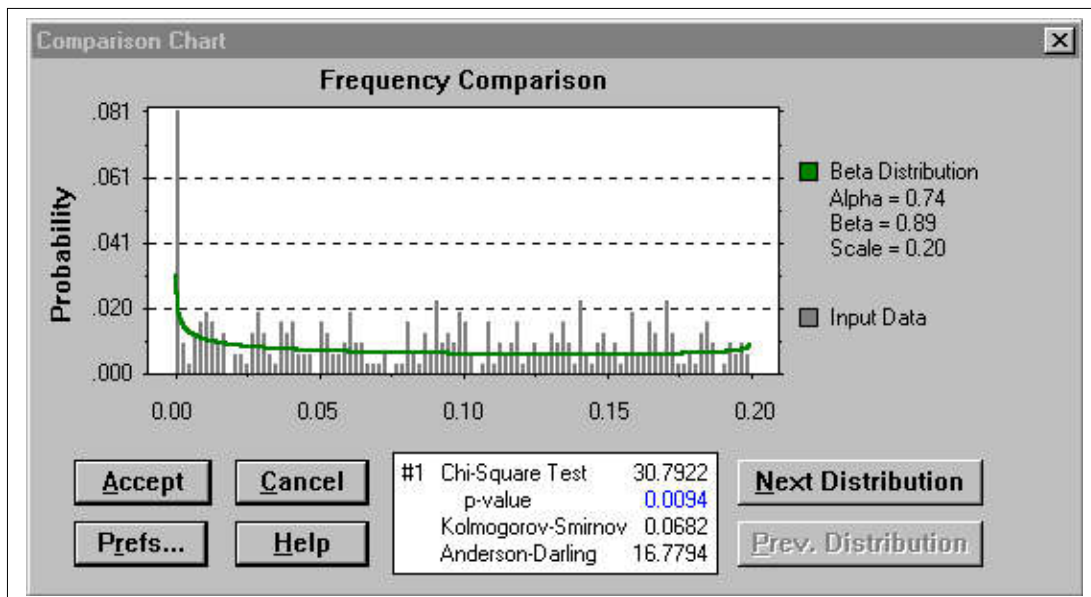 Comparison Chart
Frequency Comparison
Probability
.081
.061
.041
.020
.000
0.00 0.05 0.10 0.15 0.20
Beta Distribution
Alpha = 0.74
Beta = 0.89
Scale = 0.20
Input Data
Accept
Cancel
Prefs...
Help
#1 Chi-Square Test 30.7922
p-value 0.0094
Kolmogorov-Smirnov 0.0682
Anderson-Darling 16.7794
Next Distribution
Prev. Distribution